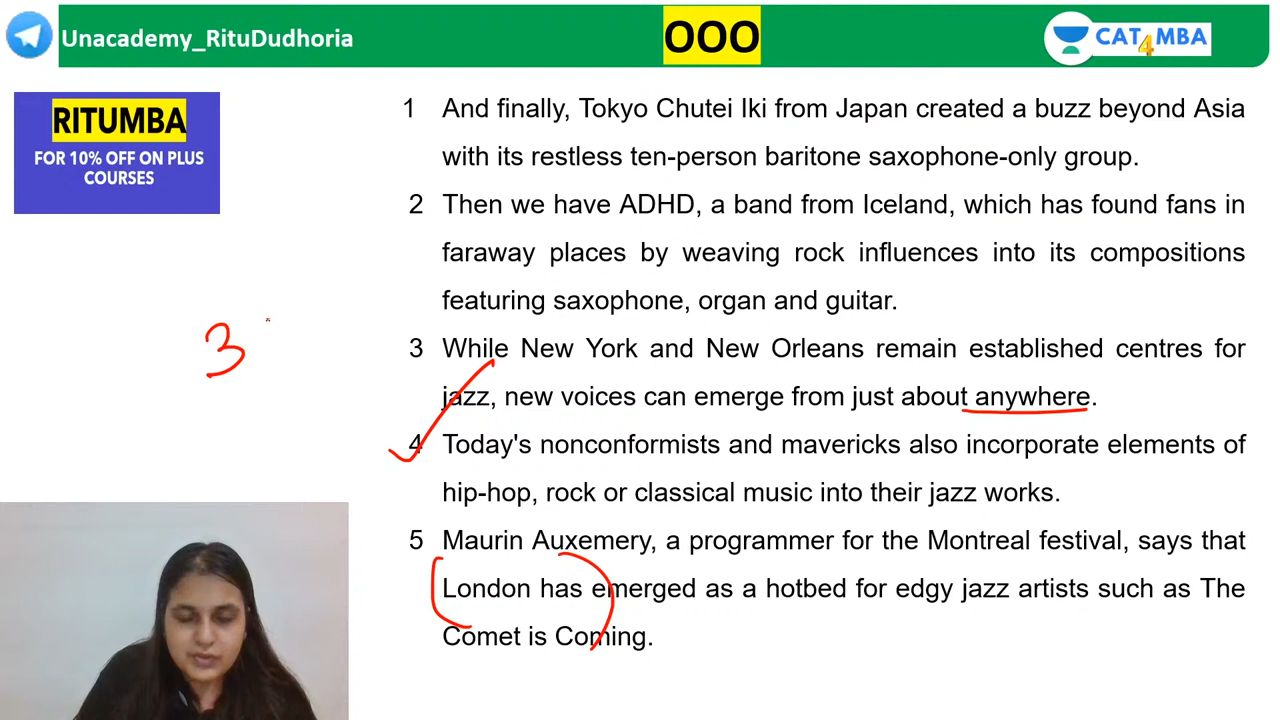 Unacademy_RituDudhoria
OOO
CAT4MBA
RITUMBA
FOR 10% OFF ON PLUS
COURSES
1 And finally, Tokyo Chutei Iki from Japan created a buzz beyond Asia
with its restless ten-person baritone saxophone-only group.
2 Then we have ADHD, a band from Iceland, which has found fans in
faraway places by weaving rock influences into its compositions
featuring saxophone, organ and guitar.
3 While New York and New Orleans remain established centres for
jazz, new voices can emerge from just about anywhere.
3
4 Today's nonconformists and mavericks also incorporate elements of
hip-hop, rock or classical music into their jazz works.
5 Maurin Auxemery, a programmer for the Montreal festival, says that
London has emerged as a hotbed for edgy jazz artists such as The
Comet is Coming.